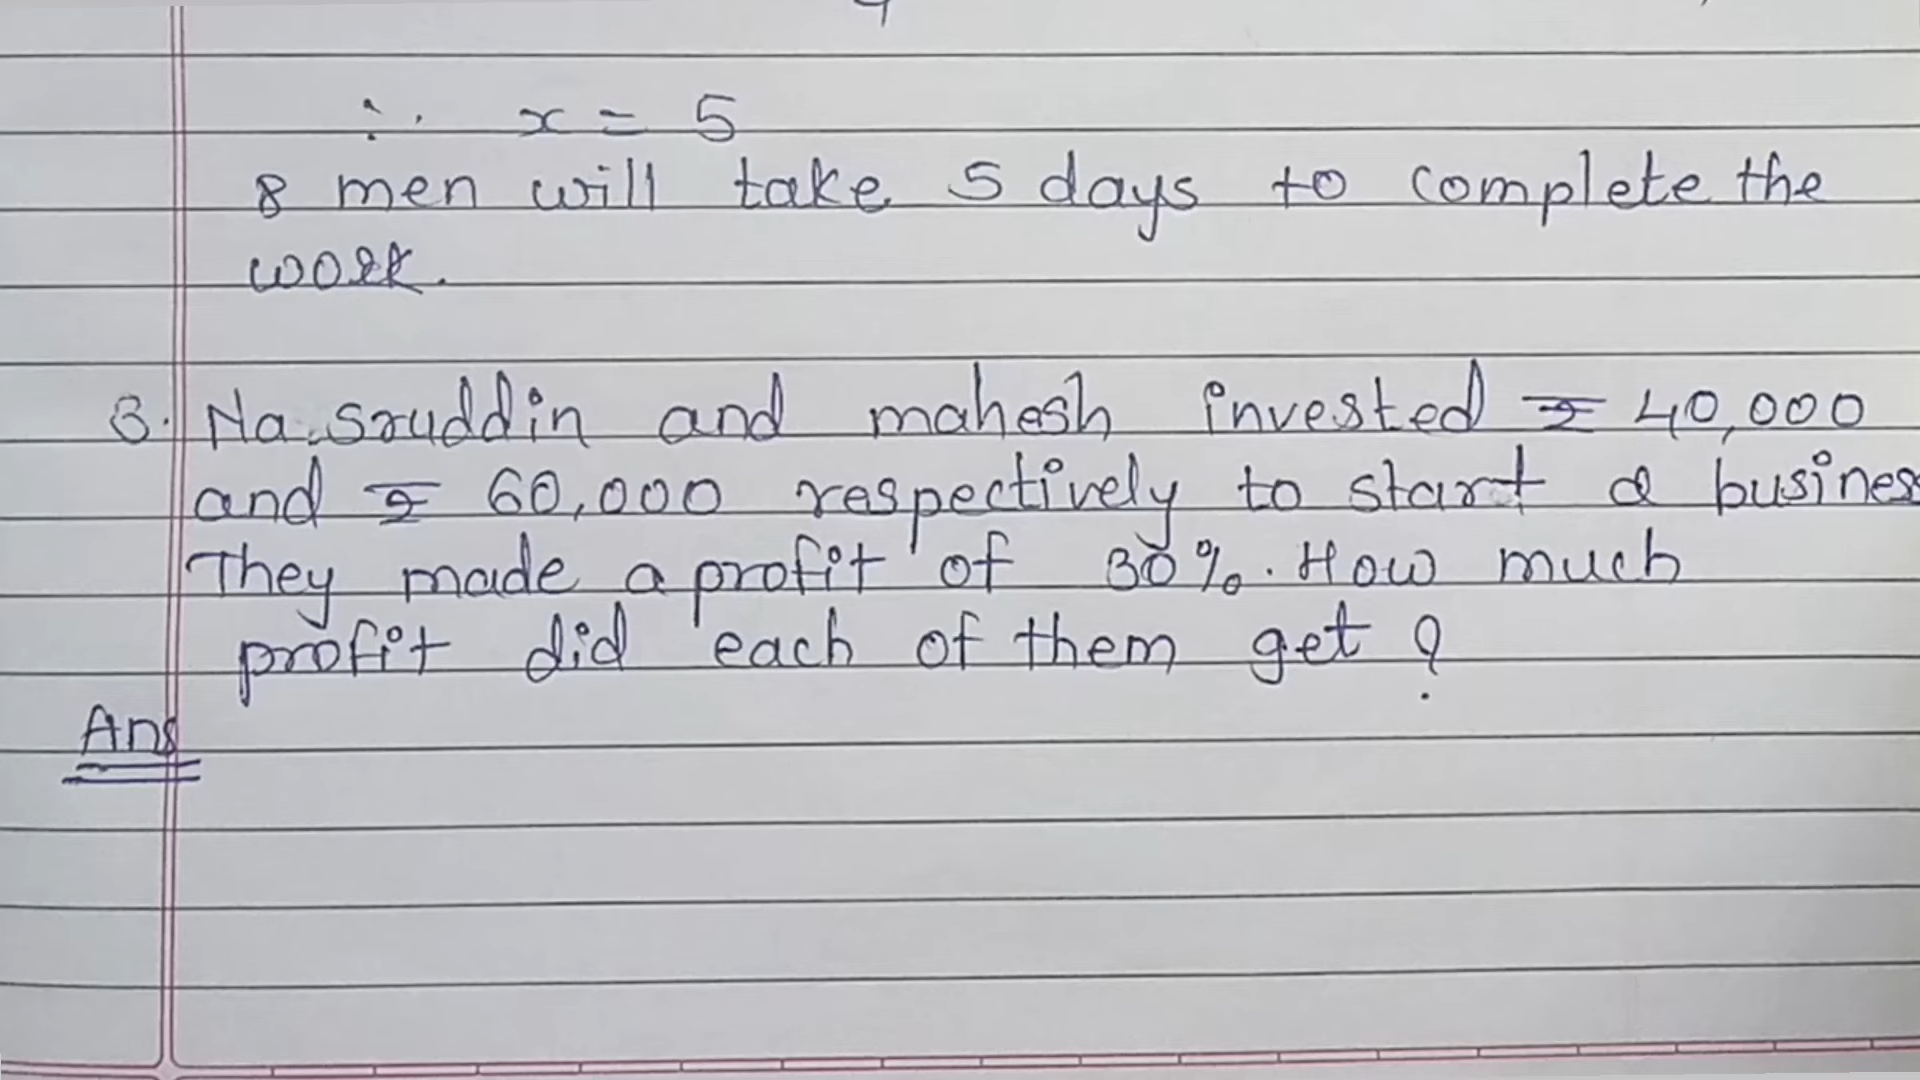 ∴ x = 5
8 men will take 5 days to complete the
work.
3. Nasruddin and mahesh invested ₹ 40,000
and ₹ 60,000 respectively to start a busines
They made a profit of 30%. How much
profit did each of them get ?
Ans